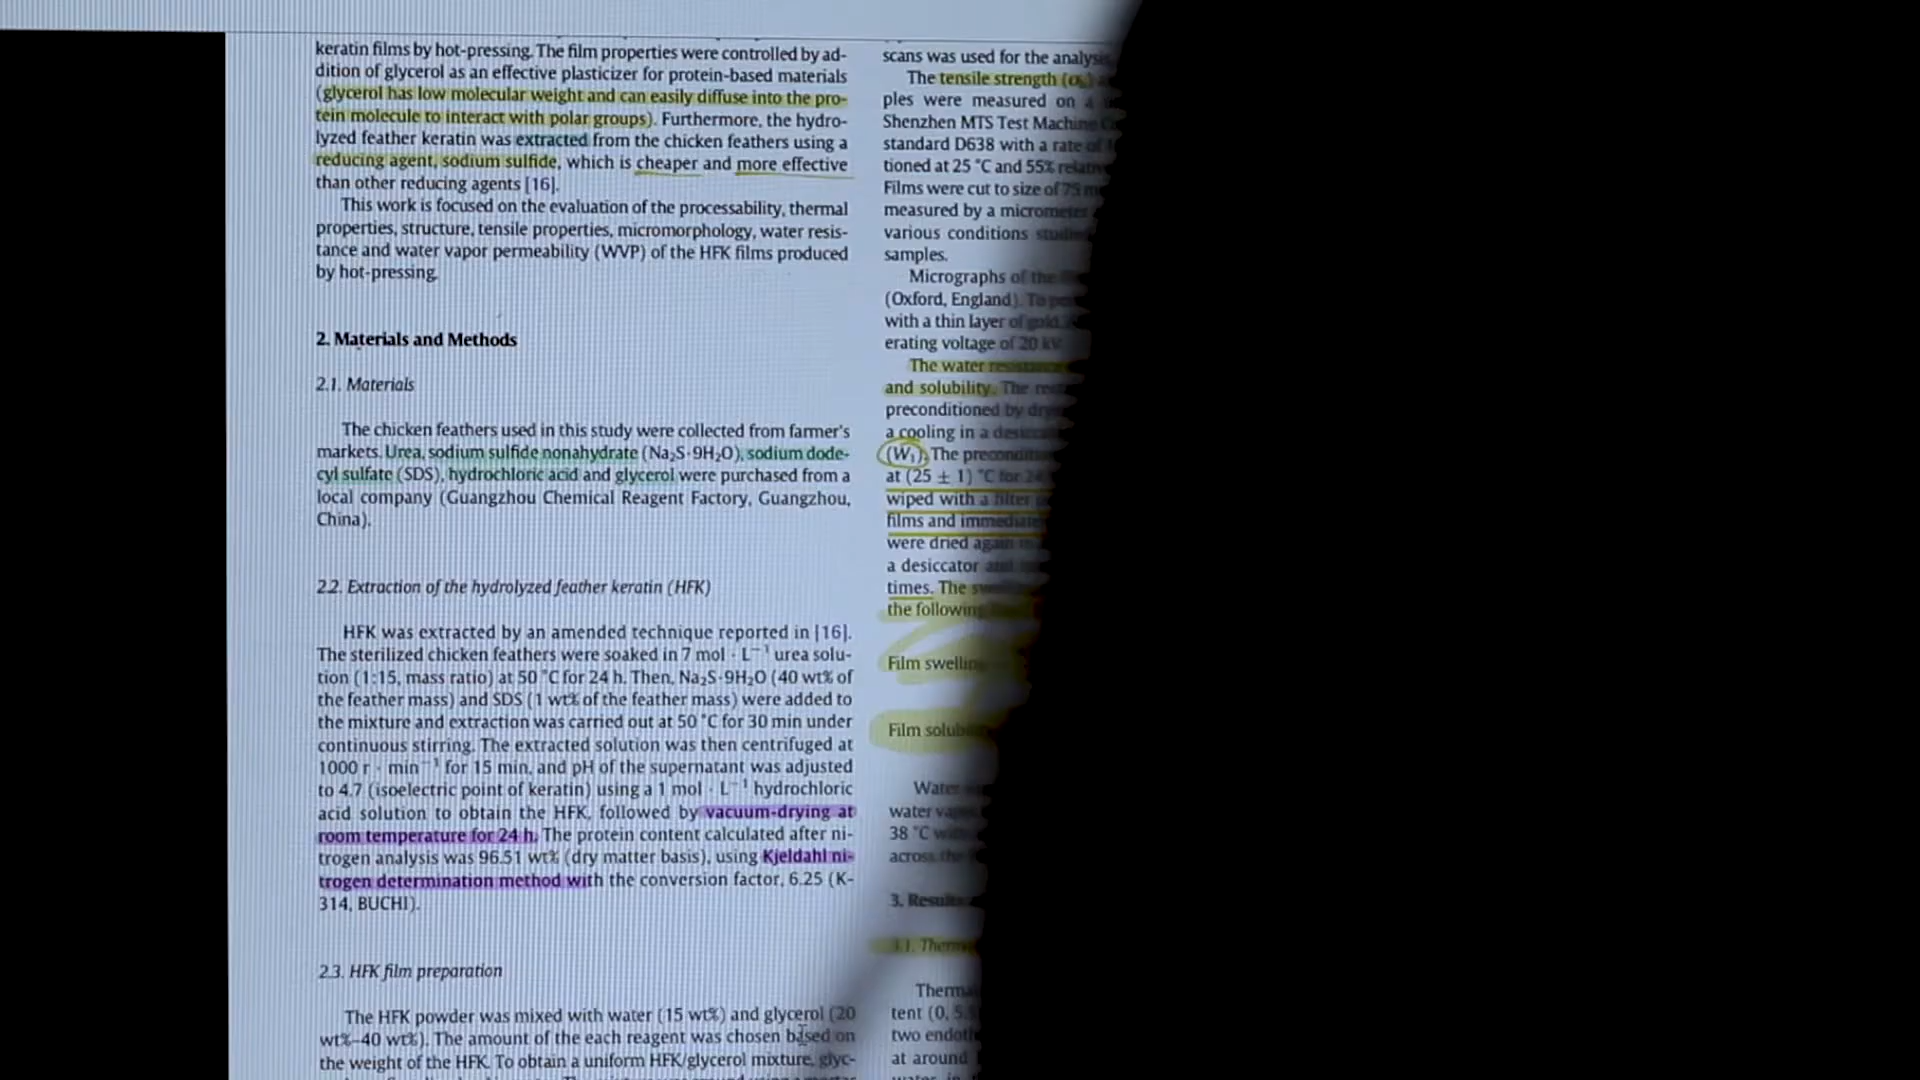 keratin films by hot-pressing. The film properties were controlled by ad-
dition of glycerol as an effective plasticizer for protein-based materials
(glycerol has low molecular weight and can easily diffuse into the pro-
tein molecule to interact with polar groups). Furthermore, the hydro-
lyzed feather keratin was extracted from the chicken feathers using a
reducing agent, sodium sulfide, which is cheaper and more effective
than other reducing agents [16].
This work is focused on the evaluation of the processability, thermal
properties, structure, tensile properties, micromorphology, water resis-
tance and water vapor permeability (WVP) of the HFK films produced
by hot-pressing.
2. Materials and Methods
2.1. Materials
The chicken feathers used in this study were collected from farmer's
markets. Urea, sodium sulfide nonahydrate (Na₂S·9H₂O), sodium dode-
cyl sulfate (SDS), hydrochloric acid and glycerol were purchased from a
local company (Guangzhou Chemical Reagent Factory, Guangzhou,
China).
2.2. Extraction of the hydrolyzed feather keratin (HFK)
HFK was extracted by an amended technique reported in [16].
The sterilized chicken feathers were soaked in 7 mol · L⁻¹ urea solu-
tion (1:15, mass ratio) at 50 °C for 24 h. Then, Na₂S·9H₂O (40 wt% of
the feather mass) and SDS (1 wt% of the feather mass) were added to
the mixture and extraction was carried out at 50 °C for 30 min under
continuous stirring. The extracted solution was then centrifuged at
1000 r · min⁻¹ for 15 min, and pH of the supernatant was adjusted
to 4.7 (isoelectric point of keratin) using a 1 mol · L⁻¹ hydrochloric
acid solution to obtain the HFK, followed by vacuum-drying at
room temperature for 24 h. The protein content calculated after ni-
trogen analysis was 96.51 wt% (dry matter basis), using Kjeldahl ni-
trogen determination method with the conversion factor, 6.25 (K-
314, BUCHI).
2.3. HFK film preparation
The HFK powder was mixed with water (15 wt%) and glycerol (20
wt%–40 wt%). The amount of the each reagent was chosen based on
the weight of the HFK. To obtain a uniform HFK/glycerol mixture, glyc-
scans was used for the analysis
The tensile strength (σ
ples were measured on a
Shenzhen MTS Test Machine
standard D638 with a rate of
tioned at 25 °C and 55% relative
Films were cut to size of 75
measured by a micrometer
various conditions
samples.
Micrographs of the
(Oxford, England). To
with a thin layer of gold.
erating voltage of 20 kV
The water resistance
and solubility. The
preconditioned by
a cooling in a
(W₁). The
at (25 ± 1) °C for 24
wiped with a filter
films and
were dried again
a desiccator and
times. The
the following
Film swelling
Film
Water
water
38 °C
across the
3. Results
3.1.
tent (0,
two
at around